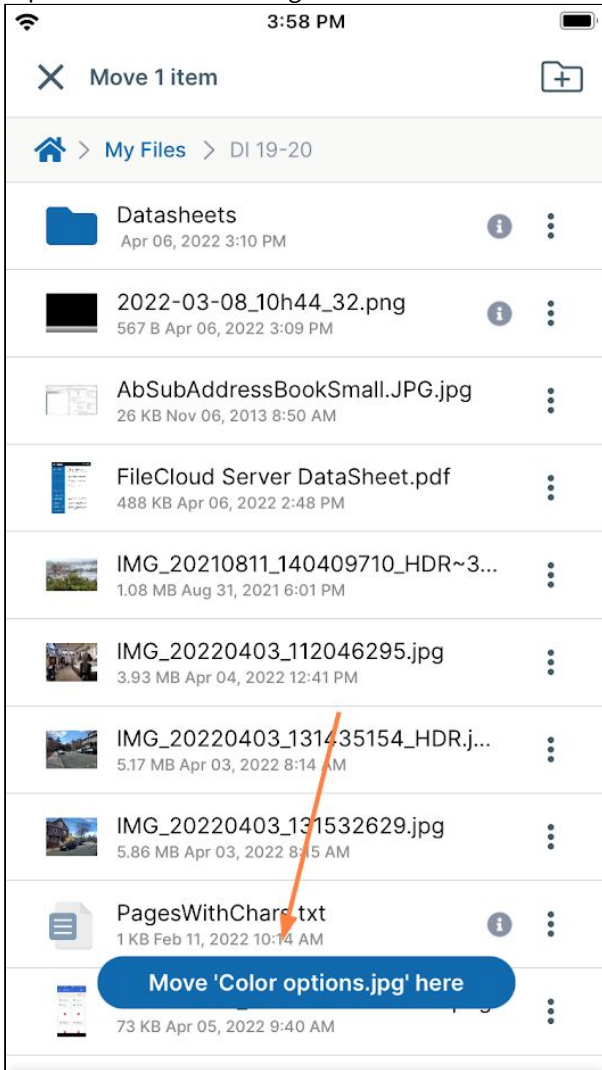 3:58 PM
Move 1 item
My Files > DI 19-20
Datasheets
Apr 06, 2022 3:10 PM
2022-03-08_10h44_32.png
567 B Apr 06, 2022 3:09 PM
AbSubAddressBookSmall.JPG.jpg
26 KB Nov 06, 2013 8:50 AM
FileCloud Server DataSheet.pdf
488 KB Apr 06, 2022 2:48 PM
IMG_20210811_140409710_HDR~3...
1.08 MB Aug 31, 2021 6:01 PM
IMG_20220403_112046295.jpg
3.93 MB Apr 04, 2022 12:41 PM
IMG_20220403_131435154_HDR.j...
5.17 MB Apr 03, 2022 8:14 AM
IMG_20220403_131532629.jpg
5.86 MB Apr 03, 2022 8:15 AM
PagesWithChars.txt
1 KB Feb 11, 2022 10:14 AM
Move 'Color options.jpg' here
73 KB Apr 05, 2022 9:40 AM